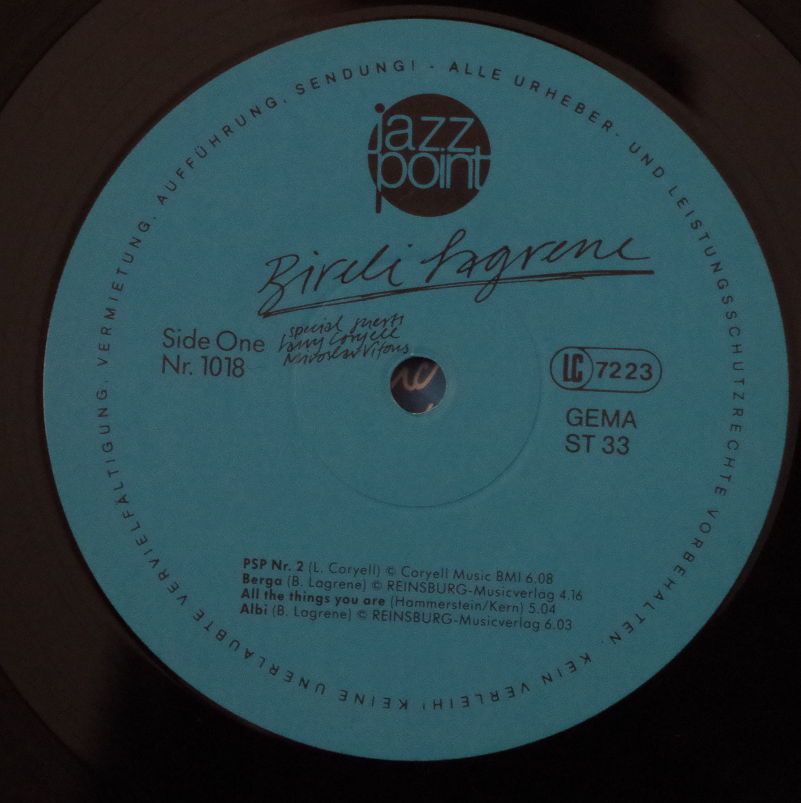 ALLE URHEBER- UND LEISTUNGSSCHUTZRECHTE VORBEHALTEN. KEIN VERLEIH! KEINE UNERLAUBTE VERVIELFÄLTIGUNG, VERMIETUNG, AUFFÜHRUNG, SENDUNG! -
jazz
point
Bireli Lagrene
special guests
Larry Coryell
Miroslav Vitous
Side One
Nr. 1018
LC 7223
GEMA
ST 33
PSP Nr. 2 (L. Coryell) © Coryell Music BMI 6.08
Berga (B. Lagrene) © REINSBURG-Musicverlag 4.16
All the things you are (Hammerstein/Kern) 5.04
Albi (B. Lagrene) © REINSBURG-Musicverlag 6.03